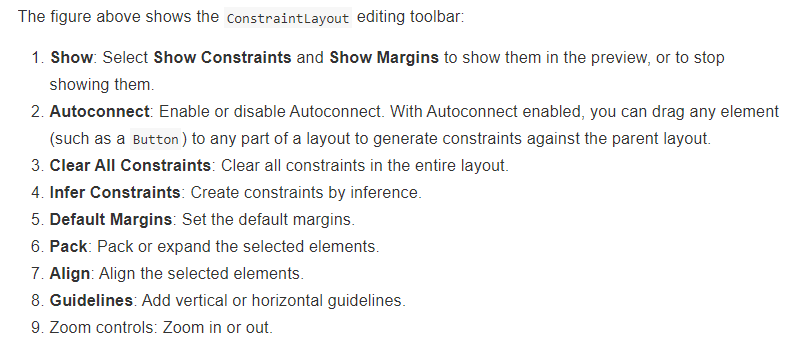 The figure above shows the ConstraintLayout editing toolbar:
1. Show: Select Show Constraints and Show Margins to show them in the preview, or to stop
showing them.
2. Autoconnect: Enable or disable Autoconnect. With Autoconnect enabled, you can drag any element
(such as a Button) to any part of a layout to generate constraints against the parent layout.
3. Clear All Constraints: Clear all constraints in the entire layout.
4. Infer Constraints: Create constraints by inference.
5. Default Margins: Set the default margins.
6. Pack: Pack or expand the selected elements.
7. Align: Align the selected elements.
8. Guidelines: Add vertical or horizontal guidelines.
9. Zoom controls: Zoom in or out.